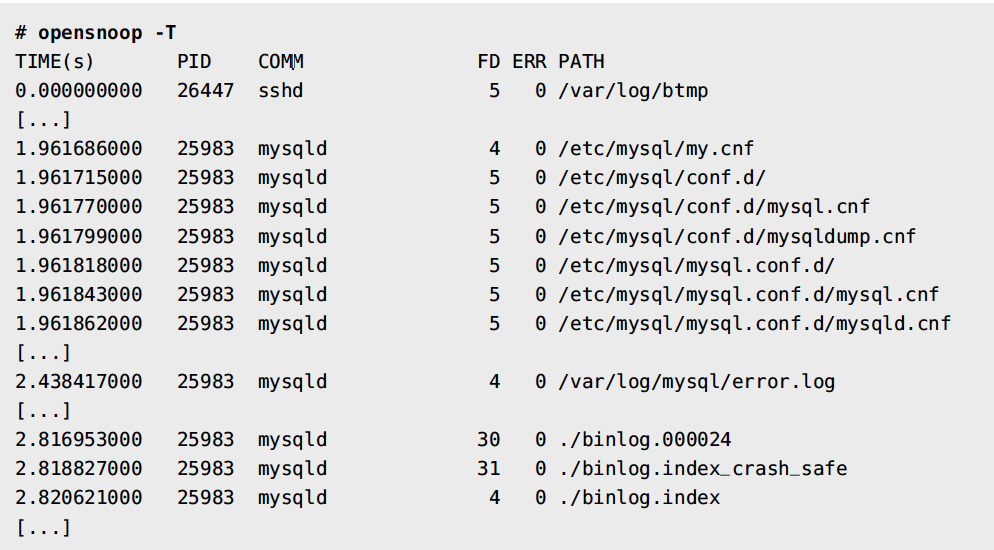 # opensnoop -T
TIME(s)       PID    COMM               FD ERR PATH
0.000000000   26447  sshd                5   0 /var/log/btmp
[...]
1.961686000   25983  mysqld              4   0 /etc/mysql/my.cnf
1.961715000   25983  mysqld              5   0 /etc/mysql/conf.d/
1.961770000   25983  mysqld              5   0 /etc/mysql/conf.d/mysql.cnf
1.961799000   25983  mysqld              5   0 /etc/mysql/conf.d/mysqldump.cnf
1.961818000   25983  mysqld              5   0 /etc/mysql/mysql.conf.d/
1.961843000   25983  mysqld              5   0 /etc/mysql/mysql.conf.d/mysql.cnf
1.961862000   25983  mysqld              5   0 /etc/mysql/mysql.conf.d/mysqld.cnf
[...]
2.438417000   25983  mysqld              4   0 /var/log/mysql/error.log
[...]
2.816953000   25983  mysqld             30   0 ./binlog.000024
2.818827000   25983  mysqld             31   0 ./binlog.index_crash_safe
2.820621000   25983  mysqld              4   0 ./binlog.index
[...]